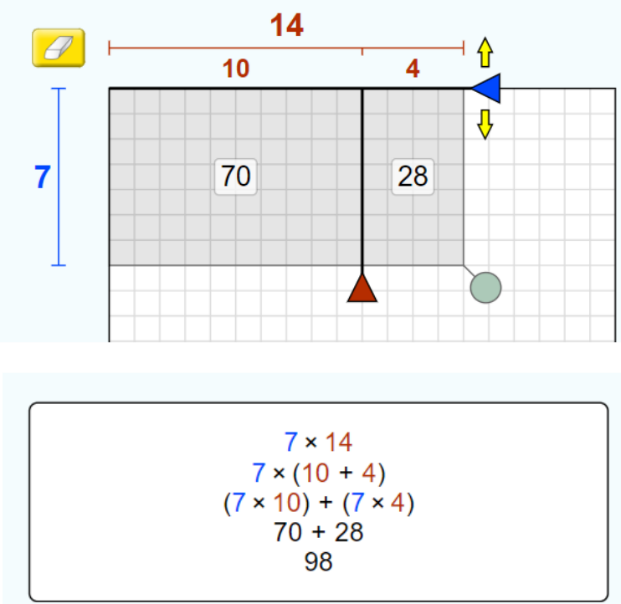 14
10 4
7
70 28
7 × 14
7 × (10 + 4)
(7 × 10) + (7 × 4)
70 + 28
98